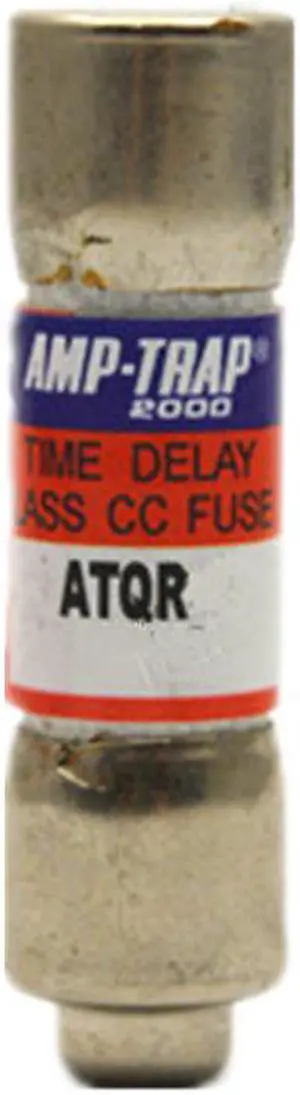 AMP-TRAP®
2000
TIME DELAY
LASS CC FUSE
ATQR